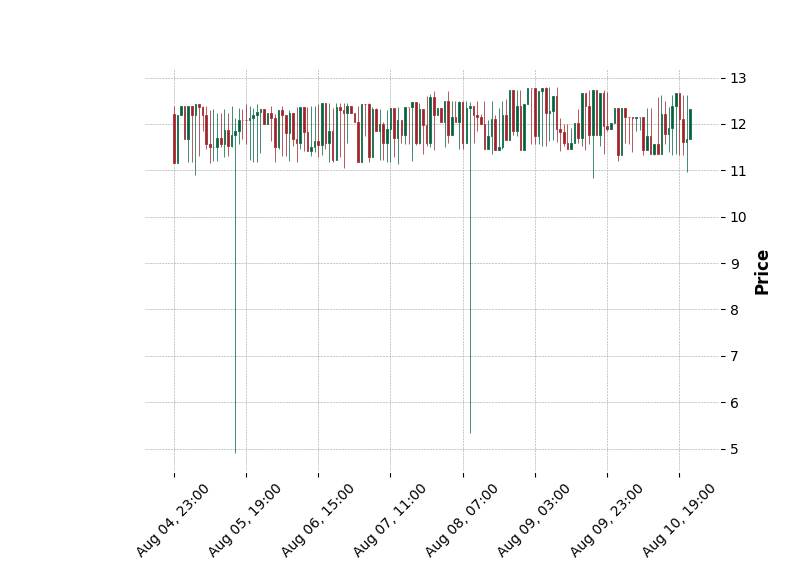 13
12
11
10
9
8
7
6
5
Price
Aug 04, 23:00
Aug 05, 19:00
Aug 06, 15:00
Aug 07, 11:00
Aug 08, 07:00
Aug 09, 03:00
Aug 09, 23:00
Aug 10, 19:00